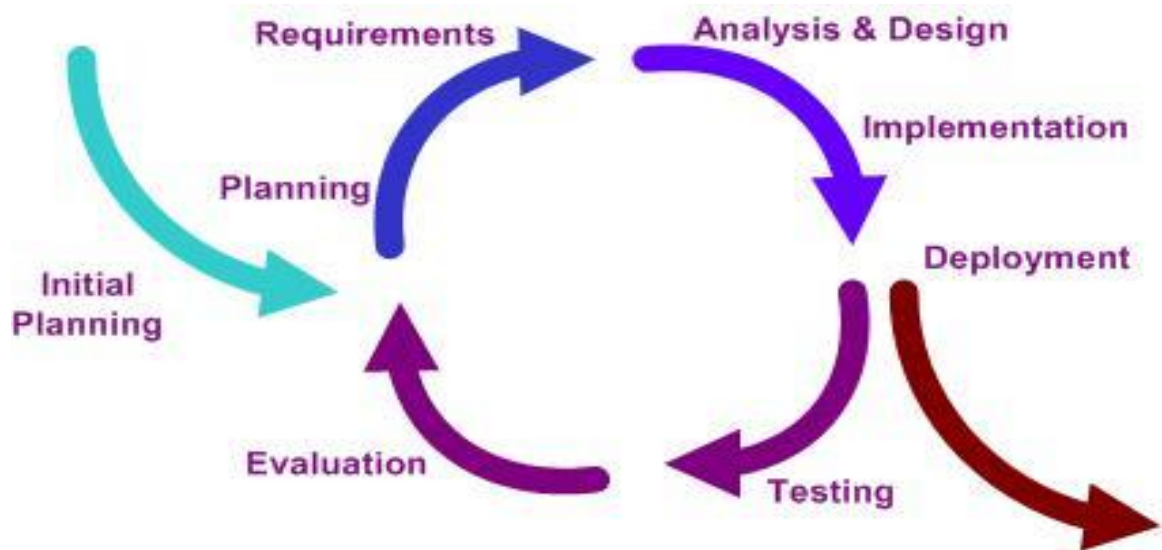 Requirements
Analysis & Design
Implementation
Planning
Deployment
Initial
Planning
Evaluation
Testing